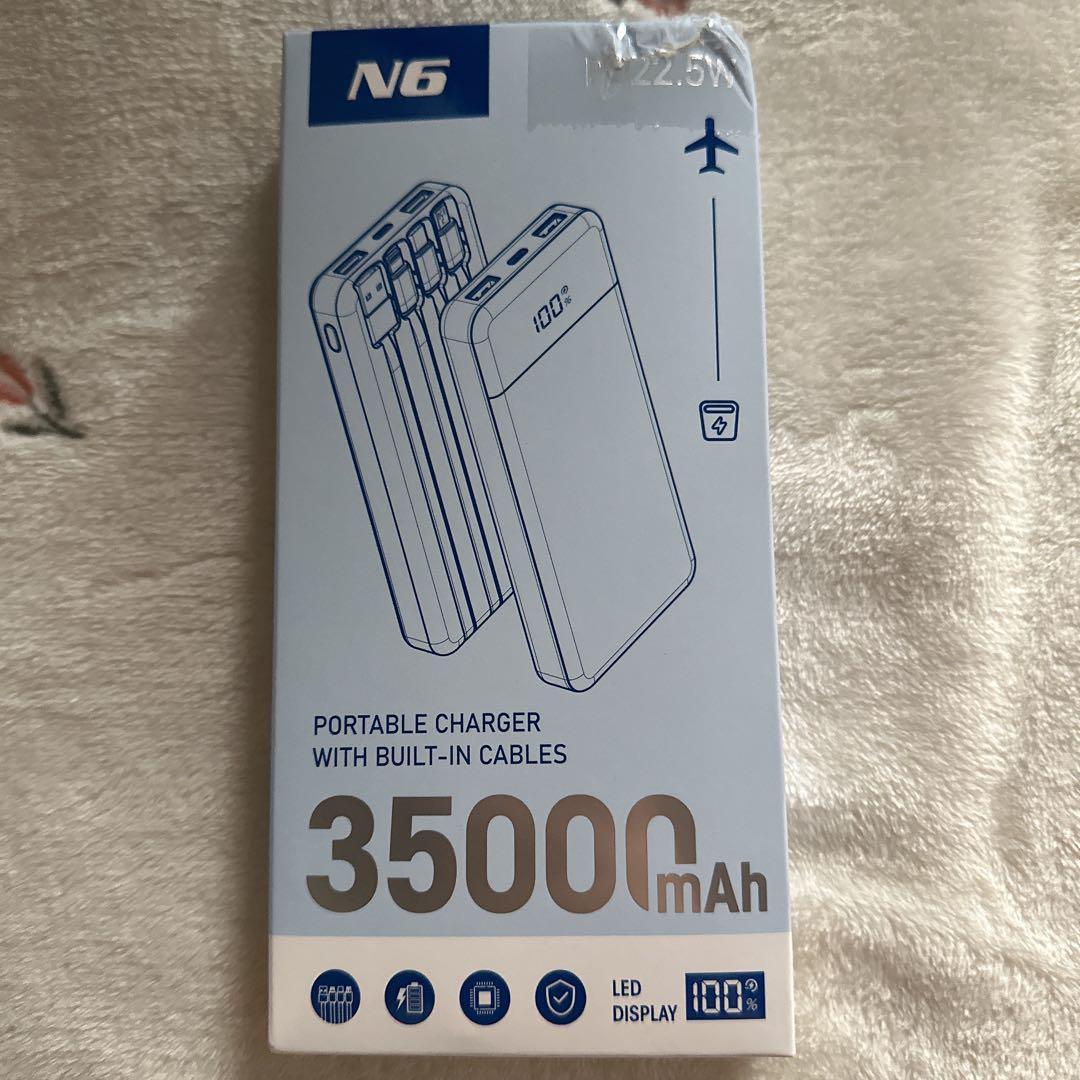 N6
22.5W
100%
PORTABLE CHARGER
WITH BUILT-IN CABLES
35000mAh
LED
DISPLAY
100%